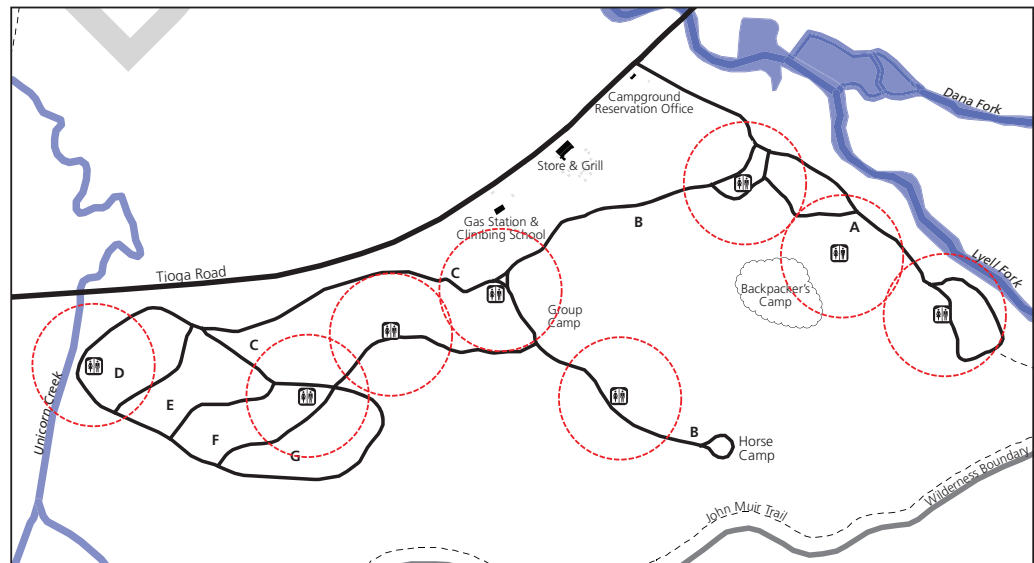 Dana Fork
Campground
Reservation Office
Store & Grill
B
Gas Station &
Climbing School
A
Lyell Fork
Tioga Road
C
Backpacker's
Camp
Group
Camp
C
D
E
Unicorn Creek
F
G
B
Horse
Camp
Wilderness Boundary
John Muir Trail